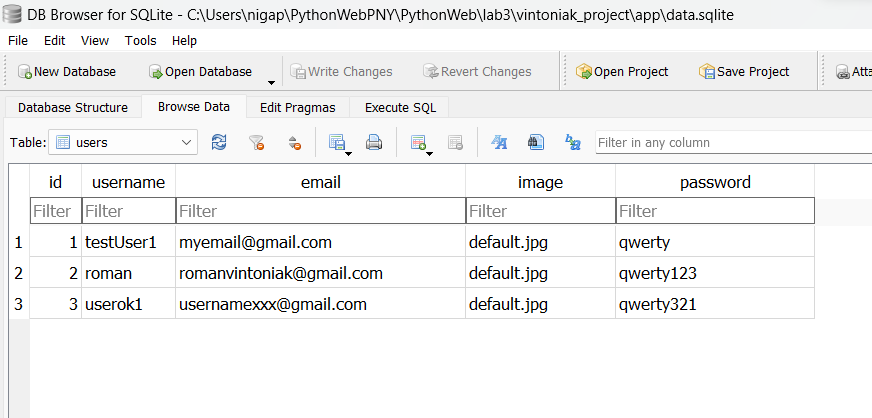 DB Browser for SQLite - C:\Users\nigap\PythonWebPNY\PythonWeb\lab3\vintoniak_project\app\data.sqlite
File Edit View Tools Help
New Database Open Database Write Changes Revert Changes Open Project Save Project Atta
Database Structure Browse Data Edit Pragmas Execute SQL
Table: users Filter in any column
id username email image password
Filter Filter Filter Filter Filter
1 1 testUser1 myemail@gmail.com default.jpg qwerty
2 2 roman romanvintoniak@gmail.com default.jpg qwerty123
3 3 userok1 usernamexxx@gmail.com default.jpg qwerty321